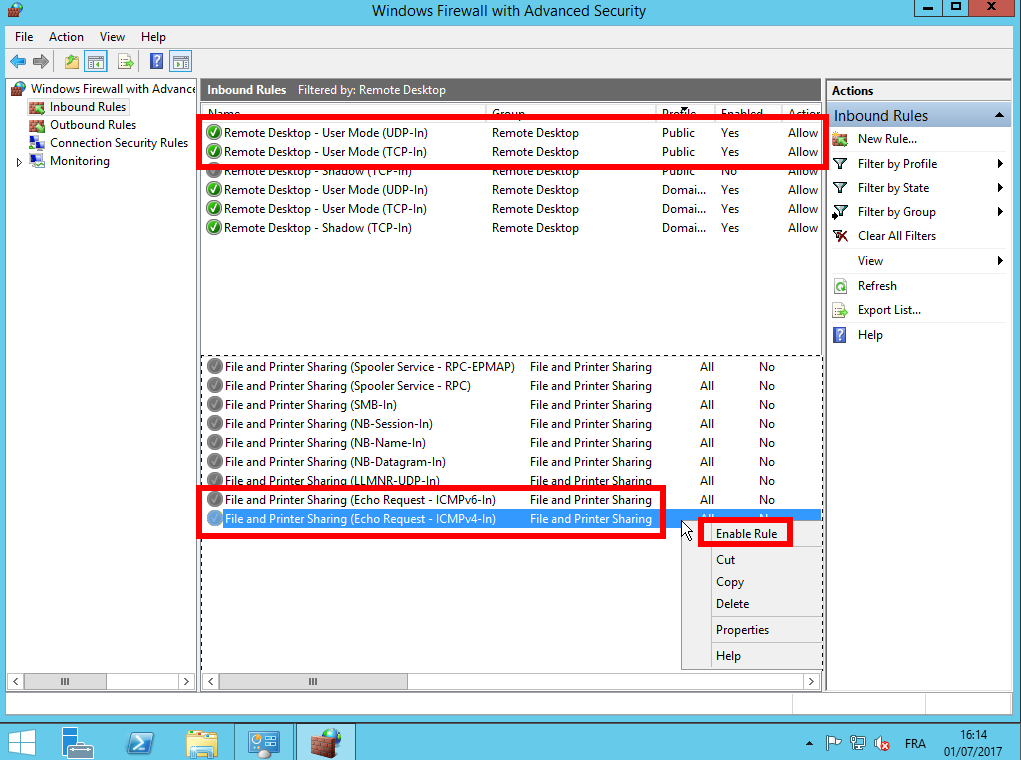 Windows Firewall with Advanced Security
File Action View Help
Windows Firewall with Advance
Inbound Rules
Outbound Rules
Connection Security Rules
Monitoring
Inbound Rules Filtered by: Remote Desktop
Name Group Profile Enabled Action
Remote Desktop - User Mode (UDP-In) Remote Desktop Public Yes Allow
Remote Desktop - User Mode (TCP-In) Remote Desktop Public Yes Allow
Remote Desktop - Shadow (TCP-In) Remote Desktop Public No Allow
Remote Desktop - User Mode (UDP-In) Remote Desktop Domai... Yes Allow
Remote Desktop - User Mode (TCP-In) Remote Desktop Domai... Yes Allow
Remote Desktop - Shadow (TCP-In) Remote Desktop Domai... Yes Allow
File and Printer Sharing (Spooler Service - RPC-EPMAP) File and Printer Sharing All No
File and Printer Sharing (Spooler Service - RPC) File and Printer Sharing All No
File and Printer Sharing (SMB-In) File and Printer Sharing All No
File and Printer Sharing (NB-Session-In) File and Printer Sharing All No
File and Printer Sharing (NB-Name-In) File and Printer Sharing All No
File and Printer Sharing (NB-Datagram-In) File and Printer Sharing All No
File and Printer Sharing (LLMNR-UDP-In) File and Printer Sharing All No
File and Printer Sharing (Echo Request - ICMPv6-In) File and Printer Sharing All No
File and Printer Sharing (Echo Request - ICMPv4-In) File and Printer Sharing All No
Enable Rule
Cut
Copy
Delete
Properties
Help
Actions
Inbound Rules
New Rule...
Filter by Profile
Filter by State
Filter by Group
Clear All Filters
View
Refresh
Export List...
Help
FRA
16:14
01/07/2017